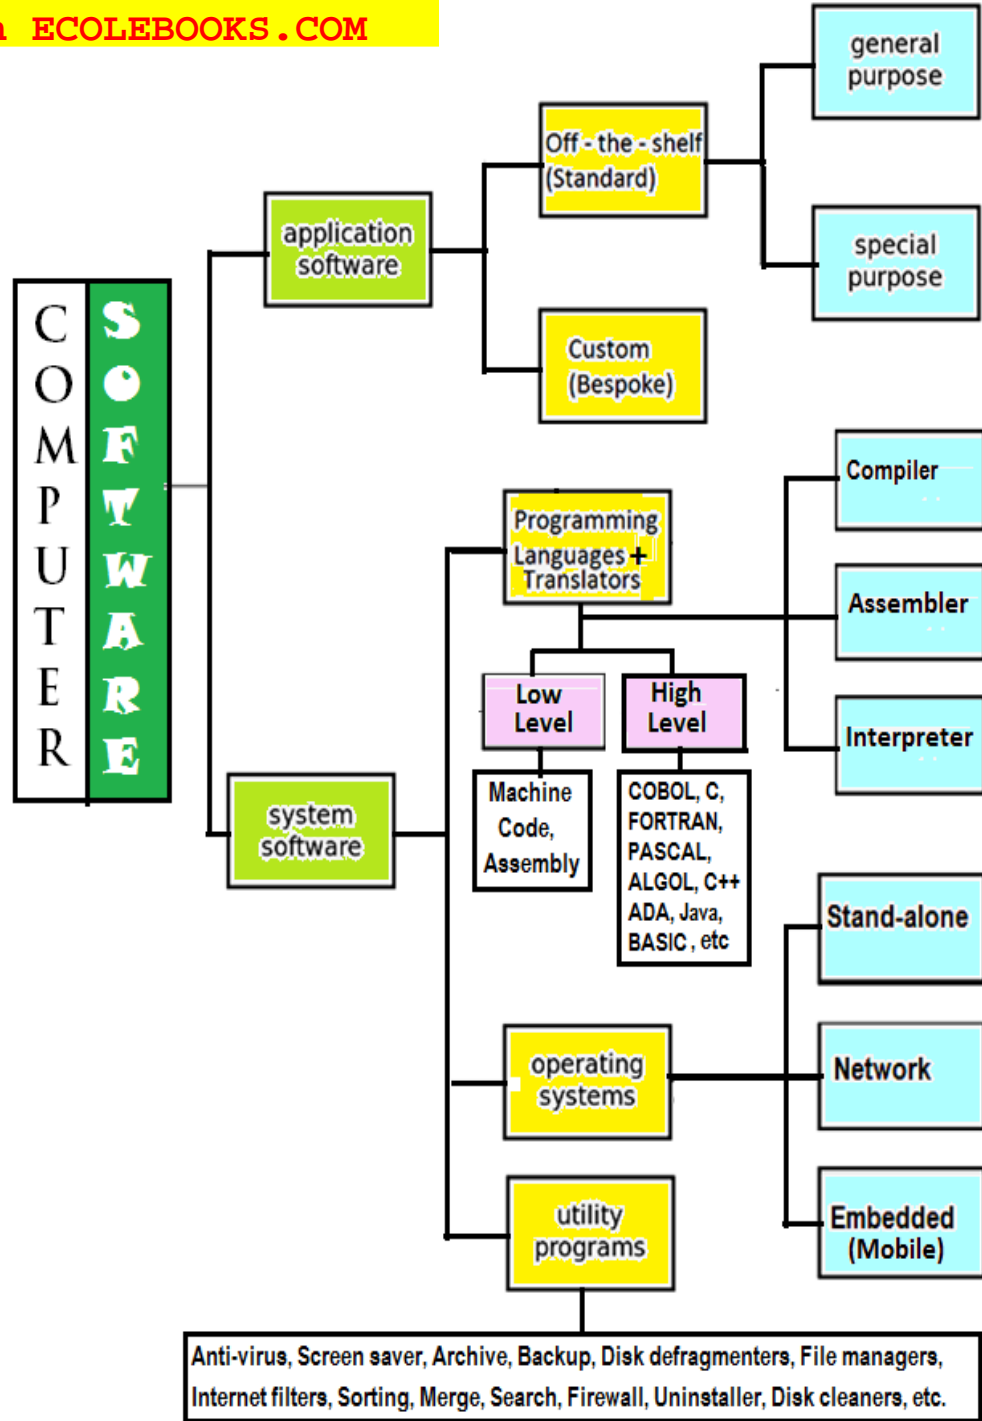 ECOLEBOOKS.COM
COMPUTER
SOFTWARE
application
software
Off - the - shelf
(Standard)
general
purpose
special
purpose
Custom
(Bespoke)
system
software
Programming
Languages +
Translators
Compiler
Assembler
Interpreter
Low
Level
High
Level
Machine
Code,
Assembly
COBOL, C,
FORTRAN,
PASCAL,
ALGOL, C++
ADA, Java,
BASIC , etc
operating
systems
Stand-alone
Network
Embedded
(Mobile)
utility
programs
Anti-virus, Screen saver, Archive, Backup, Disk defragmenters, File managers,
Internet filters, Sorting, Merge, Search, Firewall, Uninstaller, Disk cleaners, etc.